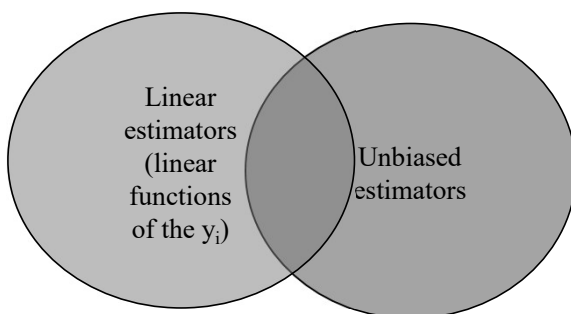 Linear
estimators
(linear
functions
of the yᵢ)
Unbiased
estimators